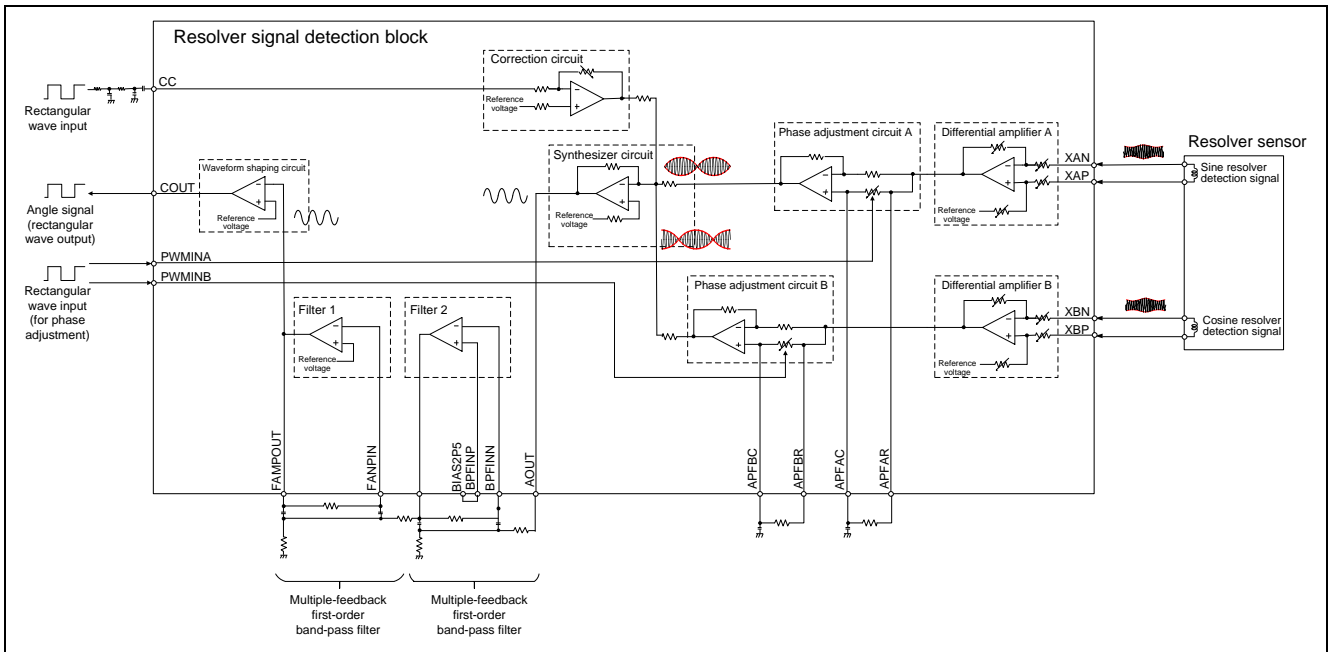 Resolver signal detection block
Correction circuit
CC
Reference
voltage
Rectangular
wave input
Phase adjustment circuit A
Differential amplifier A
Resolver sensor
Synthesizer circuit
Waveform shaping circuit
XAN
XAP
Sine resolver
detection signal
COUT
Reference
voltage
Reference
voltage
Reference
voltage
Angle signal
(rectangular
wave output)
PWMINA
PWMINB
Rectangular
wave input
(for phase
adjustment)
Filter 1
Filter 2
Phase adjustment circuit B
Differential amplifier B
XBN
XBP
Cosine resolver
detection signal
Reference
voltage
Reference
voltage
FAMPOUT
FANPIN
BIAS2P5
BPFINP
BPFINN
AOUT
APFBC
APFBR
APFAC
APFAR
Multiple-feedback
first-order
band-pass filter
Multiple-feedback
first-order
band-pass filter